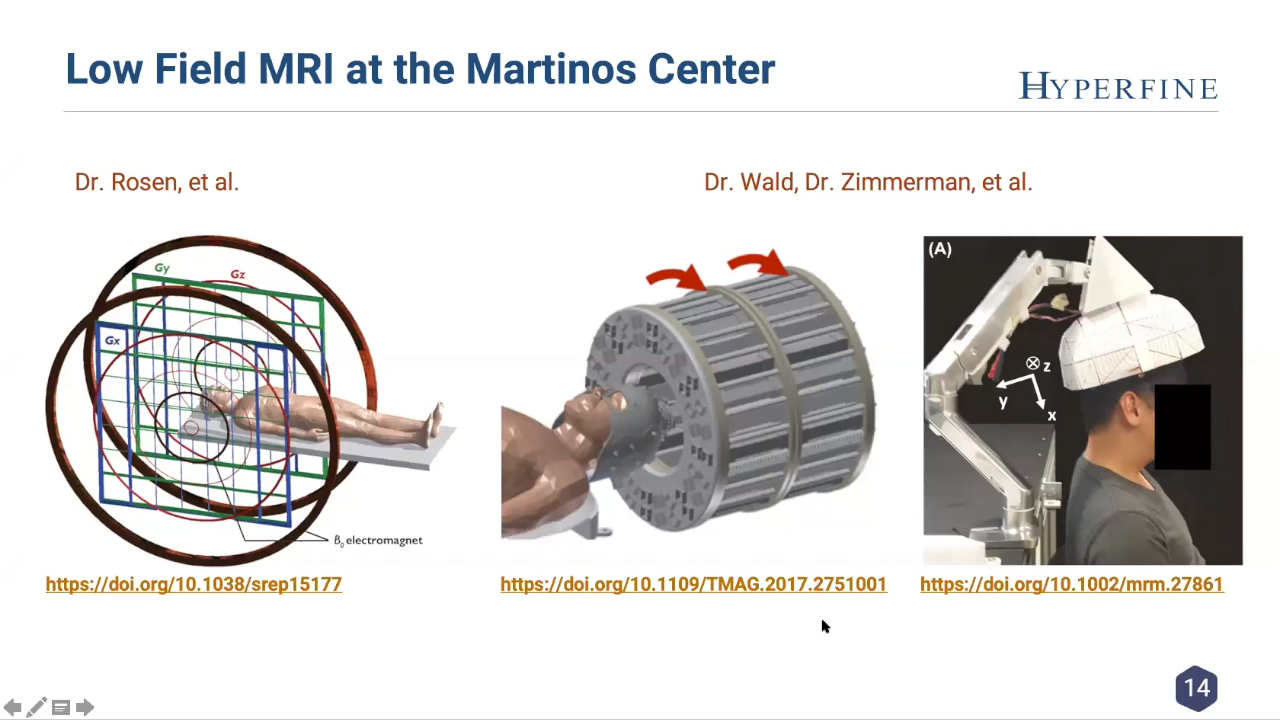 Low Field MRI at the Martinos Center
HYPERFINE
Dr. Rosen, et al.
Dr. Wald, Dr. Zimmerman, et al.
Gy
Gz
Gx
B0 electromagnet
(A)
z
y
x
https://doi.org/10.1038/srep15177
https://doi.org/10.1109/TMAG.2017.2751001
https://doi.org/10.1002/mrm.27861
14